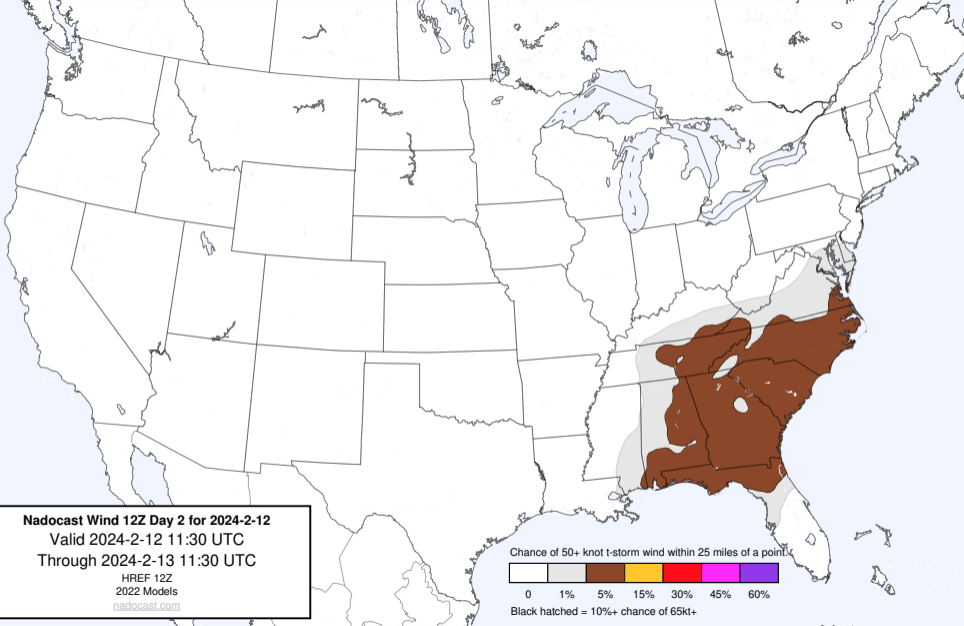 Nadocast Wind 12Z Day 2 for 2024-2-12
Valid 2024-2-12 11:30 UTC
Through 2024-2-13 11:30 UTC
HREF 12Z
2022 Models
nadocast.com
Chance of 50+ knot t-storm wind within 25 miles of a point.
0 1% 5% 15% 30% 45% 60%
Black hatched = 10%+ chance of 65kt+